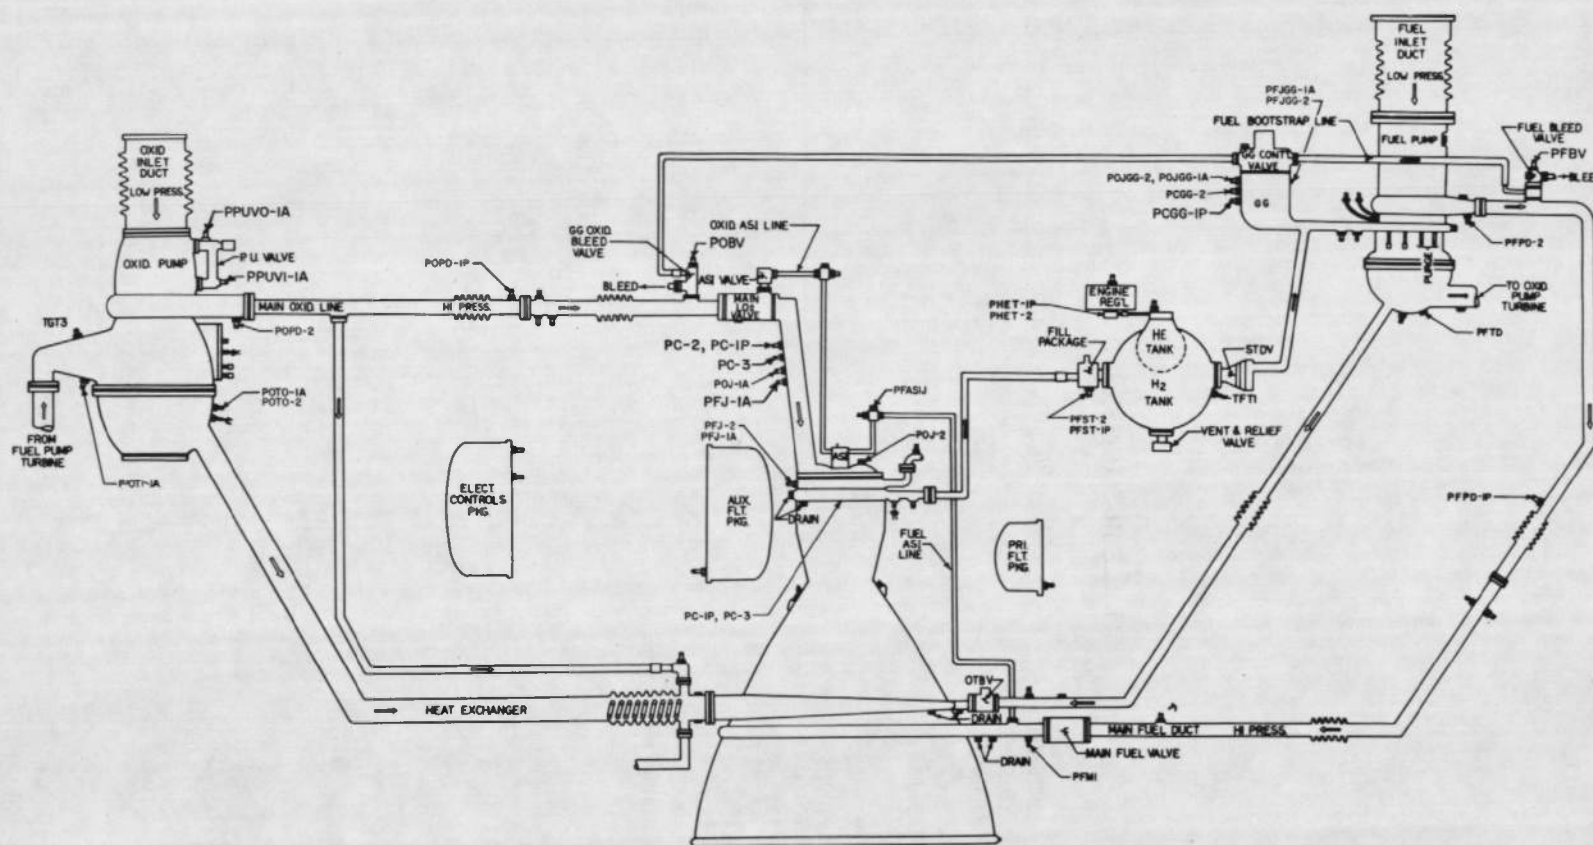 FUEL
INLET
DUCT
LOW PRESS.
PFJGG-1A
PFJGG-2
FUEL BOOTSTRAP LINE
FUEL PUMP
FUEL BLEED
VALVE
PFBV
OXID
INLET
DUCT
LOW PRESS.
GG CONT.
VALVE
POJGG-2, POJGG-1A
PCGG-2
PCGG-1P
GG
PPUVO-1A
P.U. VALVE
PPUVI-1A
OXID. PUMP
GG OXID.
BLEED
VALVE
POBV
OXID. ASI LINE
ASI VALVE
BLEED
POPD-1P
PFPD-2
PURGE
TO OXID.
PUMP
TURBINE
PFTD
MAIN OXID. LINE
HI PRESS.
MAIN
VALVE
ENGINE
REG'L
PHET-1P
PHET-2
TGT3
POPD-2
FILL
PACKAGE
HE
TANK
STDV
PC-2, PC-1P
PC-3
POJ-1A
PFJ-1A
H2
TANK
TFT1
PFST-2
PFST-1P
VENT & RELIEF
VALVE
PFASIJ
POTO-1A
POTO-2
FROM
FUEL PUMP
TURBINE
PFJ-2
PFJ-1A
ASI
POJ-2
ELECT
CONTROLS
PKG.
AUX.
FLT.
PKG.
DRAIN
FUEL
ASI
LINE
PRI.
FLT.
PKG.
PFPD-1P
PC-1P, PC-3
OTBV
HEAT EXCHANGER
DRAIN
MAIN FUEL DUCT
HI PRESS.
DRAIN
MAIN FUEL VALVE
PFMI